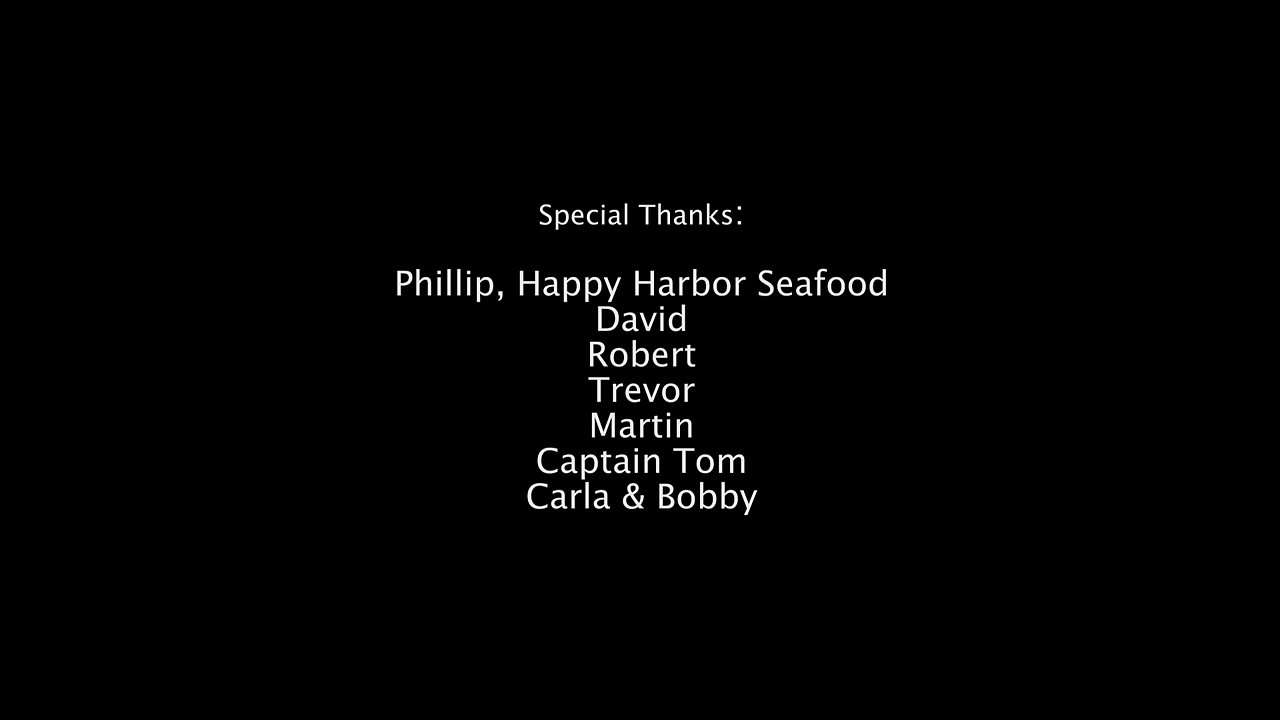 Special Thanks:
Phillip, Happy Harbor Seafood
David
Robert
Trevor
Martin
Captain Tom
Carla & Bobby